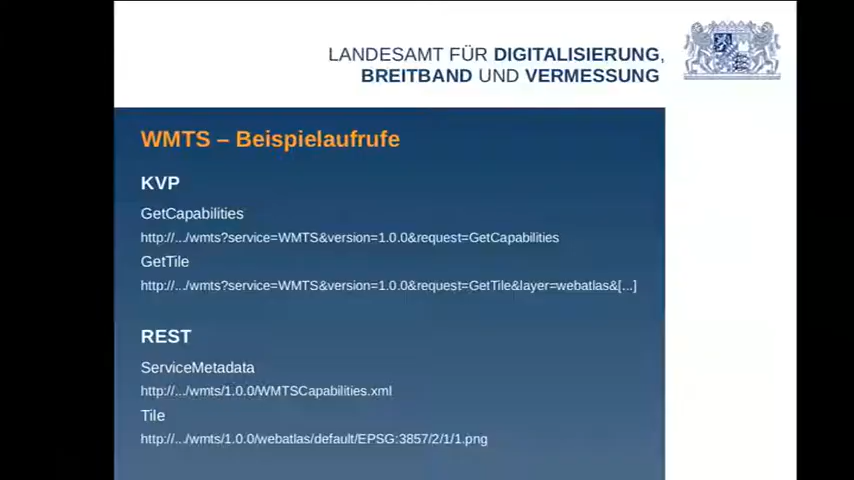 LANDESAMT FÜR DIGITALISIERUNG,
BREITBAND UND VERMESSUNG
WMTS – Beispielaufrufe
KVP
GetCapabilities
http://.../wmts?service=WMTS&version=1.0.0&request=GetCapabilities
GetTile
http://.../wmts?service=WMTS&version=1.0.0&request=GetTile&layer=webatlas&[...]
REST
ServiceMetadata
http://.../wmts/1.0.0/WMTSCapabilities.xml
Tile
http://.../wmts/1.0.0/webatlas/default/EPSG:3857/2/1/1.png